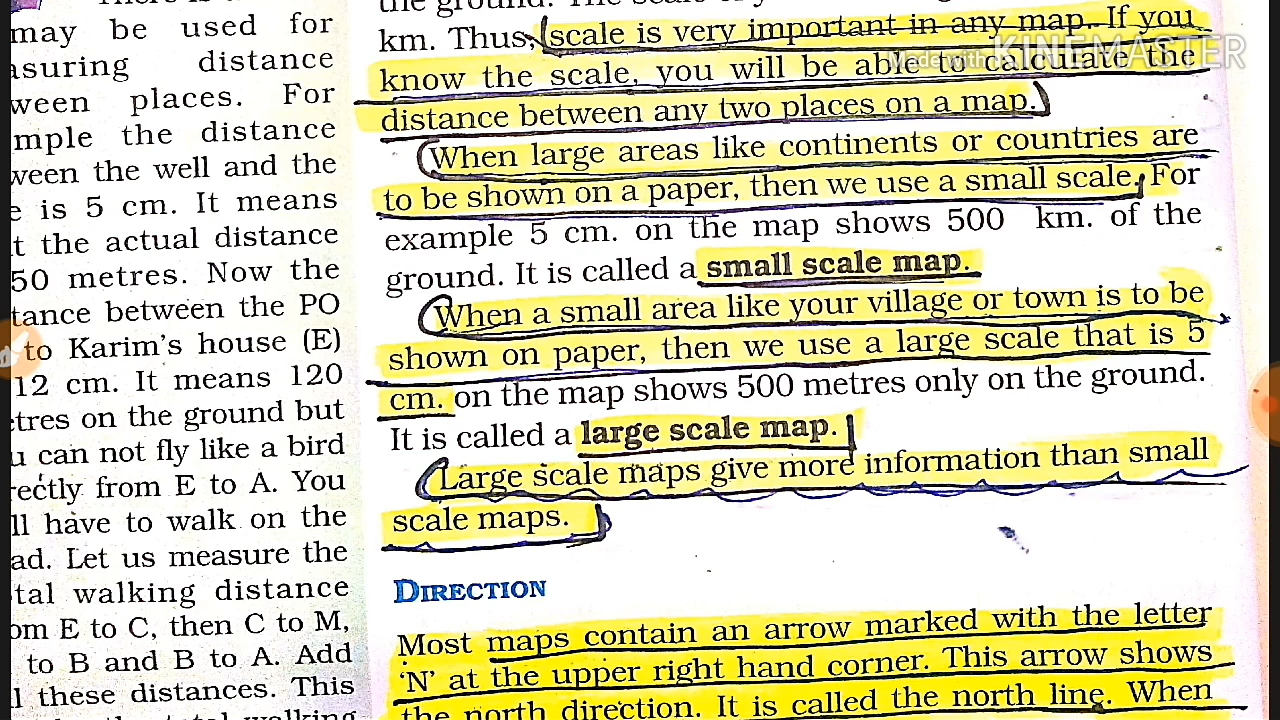 may be used for
asuring distance
ween places. For
mple the distance
ween the well and the
e is 5 cm. It means
t the actual distance
50 metres. Now the
tance between the PO
to Karim's house (E)
12 cm. It means 120
etres on the ground but
u can not fly like a bird
rectly from E to A. You
ll have to walk on the
ad. Let us measure the
tal walking distance
om E to C, then C to M,
to B and B to A. Add
l these distances. This
km. Thus, scale is very important in any map. If you
know the scale, you will be able to calculate the
distance between any two places on a map.
When large areas like continents or countries are
to be shown on a paper, then we use a small scale. For
example 5 cm. on the map shows 500 km. of the
ground. It is called a small scale map.
When a small area like your village or town is to be
shown on paper, then we use a large scale that is 5
cm. on the map shows 500 metres only on the ground.
It is called a large scale map.
Large scale maps give more information than small
scale maps.
DIRECTION
Most maps contain an arrow marked with the letter
‘N’ at the upper right hand corner. This arrow shows
the north direction. It is called the north line. When
Made with KINEMASTER